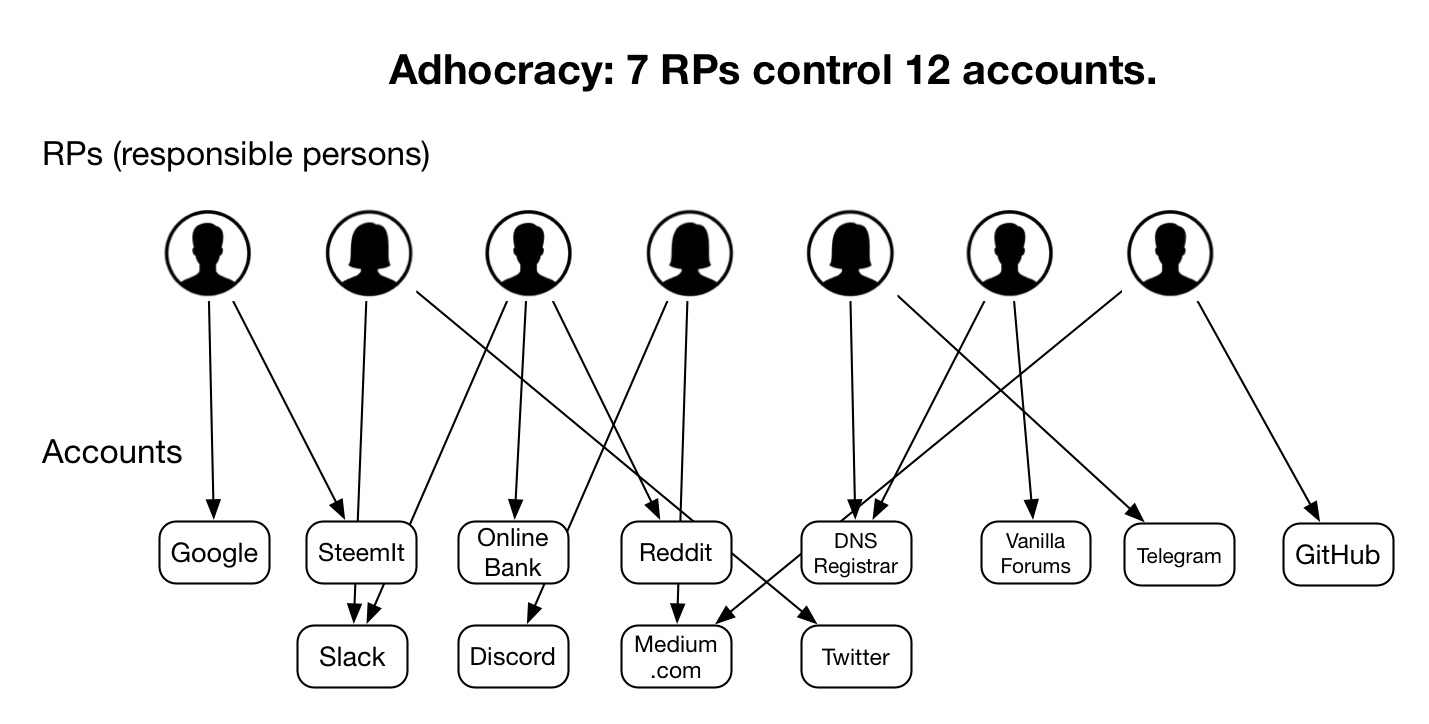 Adhocracy: 7 RPs control 12 accounts.
RPs (responsible persons)
Accounts
Google
SteemIt
Online
Bank
Reddit
DNS
Registrar
Vanilla
Forums
Telegram
GitHub
Slack
Discord
Medium
.com
Twitter